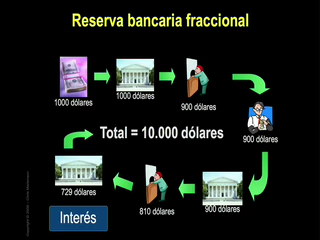 Reserva bancaria fraccional
1000 dólares
1000 dólares
900 dólares
900 dólares
Total = 10.000 dólares
729 dólares
810 dólares
900 dólares
Interés